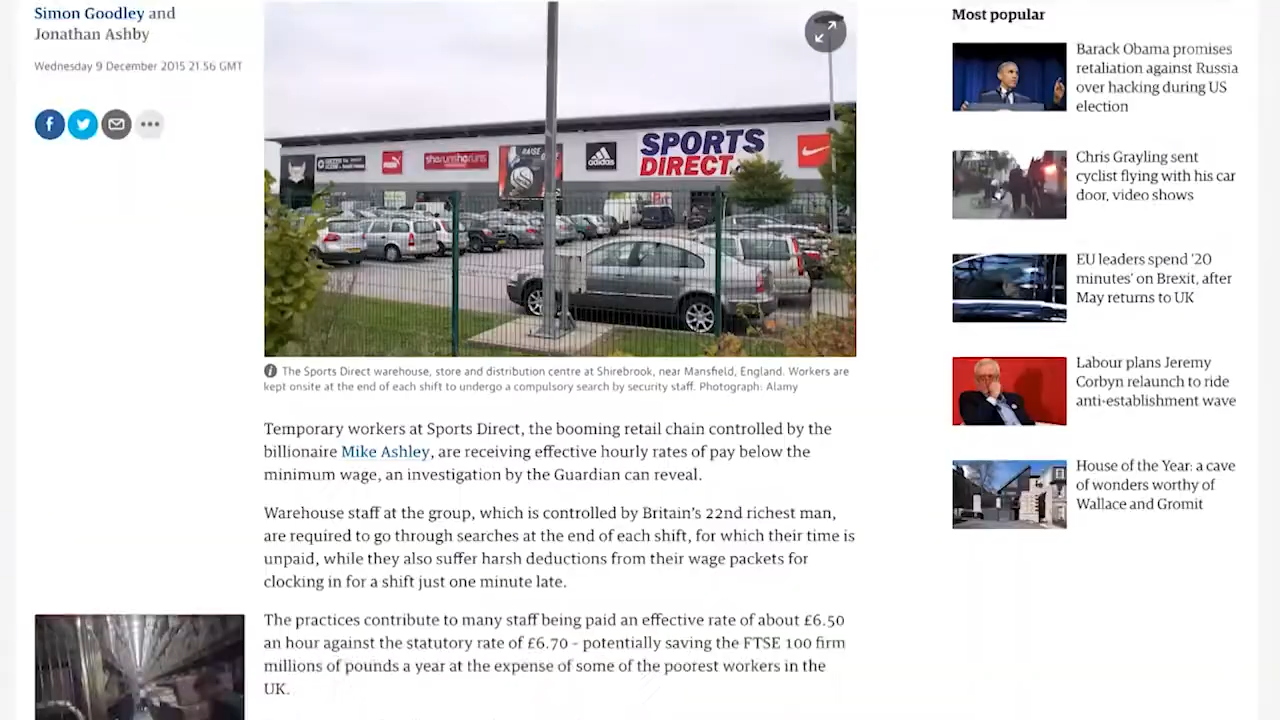 Simon Goodley and
Jonathan Ashby
Wednesday 9 December 2015 21.56 GMT
f
SPORTS
DIRECT.
adidas
The Sports Direct warehouse, store and distribution centre at Shirebrook, near Mansfield, England. Workers are
kept onsite at the end of each shift to undergo a compulsory search by security staff. Photograph: Alamy
Temporary workers at Sports Direct, the booming retail chain controlled by the
billionaire Mike Ashley, are receiving effective hourly rates of pay below the
minimum wage, an investigation by the Guardian can reveal.
Warehouse staff at the group, which is controlled by Britain's 22nd richest man,
are required to go through searches at the end of each shift, for which their time is
unpaid, while they also suffer harsh deductions from their wage packets for
clocking in for a shift just one minute late.
The practices contribute to many staff being paid an effective rate of about £6.50
an hour against the statutory rate of £6.70 - potentially saving the FTSE 100 firm
millions of pounds a year at the expense of some of the poorest workers in the
UK.
Most popular
Barack Obama promises
retaliation against Russia
over hacking during US
election
Chris Grayling sent
cyclist flying with his car
door, video shows
EU leaders spend '20
minutes' on Brexit, after
May returns to UK
Labour plans Jeremy
Corbyn relaunch to ride
anti-establishment wave
House of the Year: a cave
of wonders worthy of
Wallace and Gromit